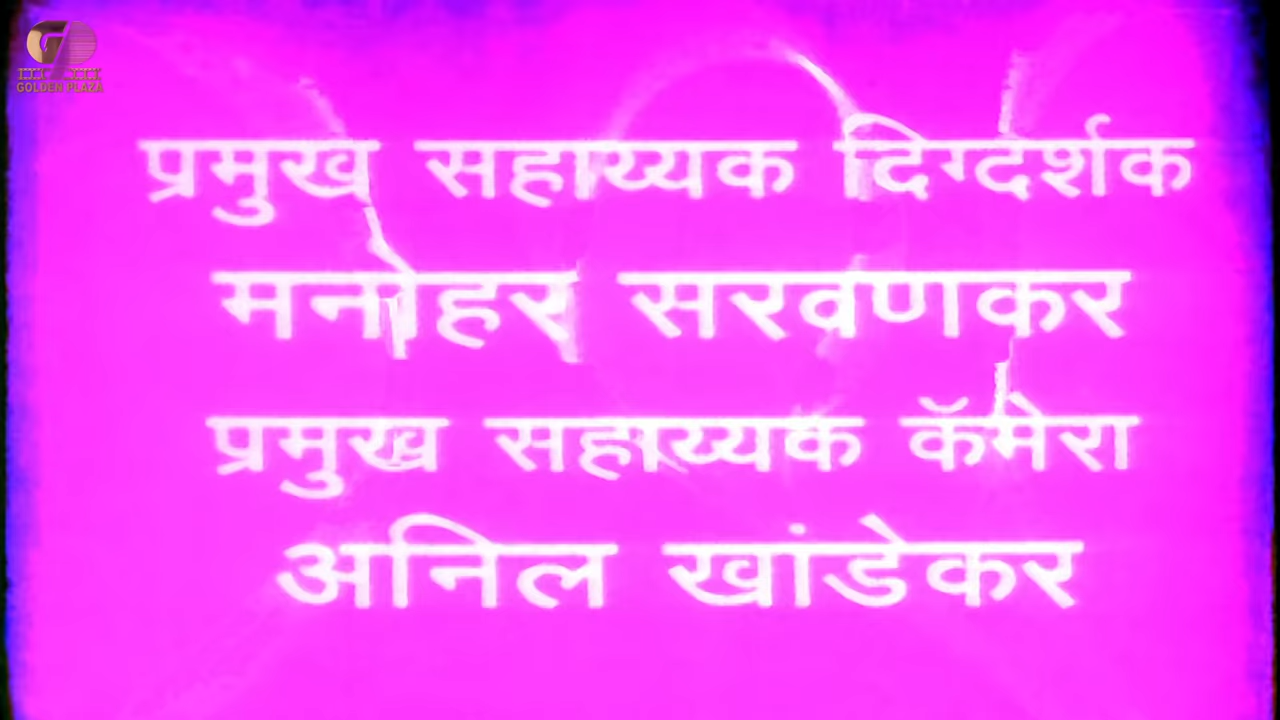 GOLDEN PLAZA
प्रमुख सहाय्यक दिग्दर्शक
मनोहर सरवणकर
प्रमुख सहाय्यक कॅमेरा
अनिल खांडेकर